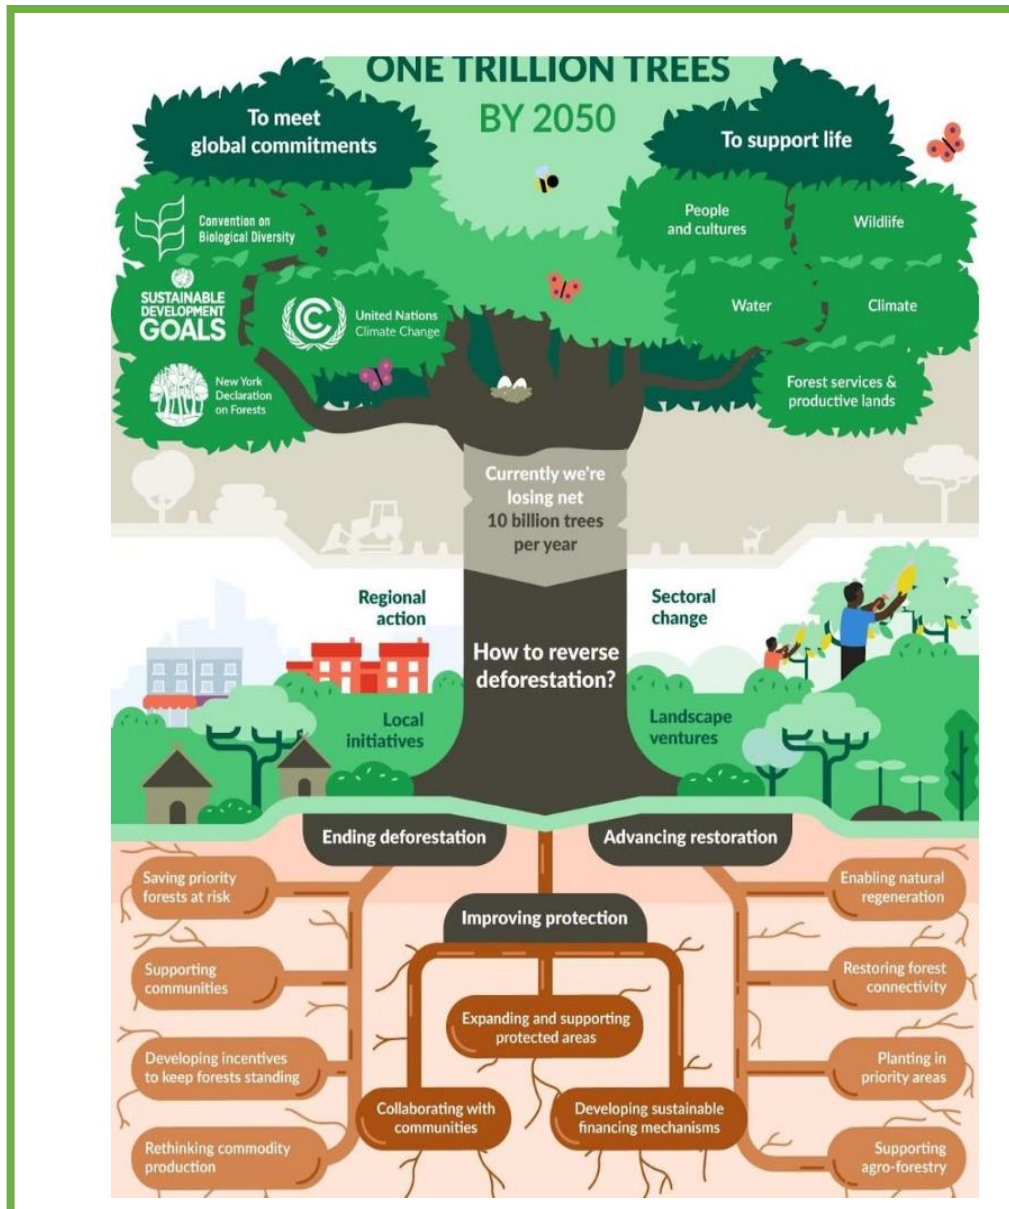 ONE TRILLION TREES
BY 2050
To meet
global commitments
To support life
Convention on
Biological Diversity
SUSTAINABLE
DEVELOPMENT
GOALS
United Nations
Climate Change
New York
Declaration
on Forests
People
and cultures
Wildlife
Water
Climate
Forest services &
productive lands
Currently we're
losing net
10 billion trees
per year
Regional
action
Sectoral
change
How to reverse
deforestation?
Local
initiatives
Landscape
ventures
Ending deforestation
Advancing restoration
Improving protection
Saving priority
forests at risk
Supporting
communities
Developing incentives
to keep forests standing
Rethinking commodity
production
Expanding and supporting
protected areas
Collaborating with
communities
Developing sustainable
financing mechanisms
Enabling natural
regeneration
Restoring forest
connectivity
Planting in
priority areas
Supporting
agro-forestry